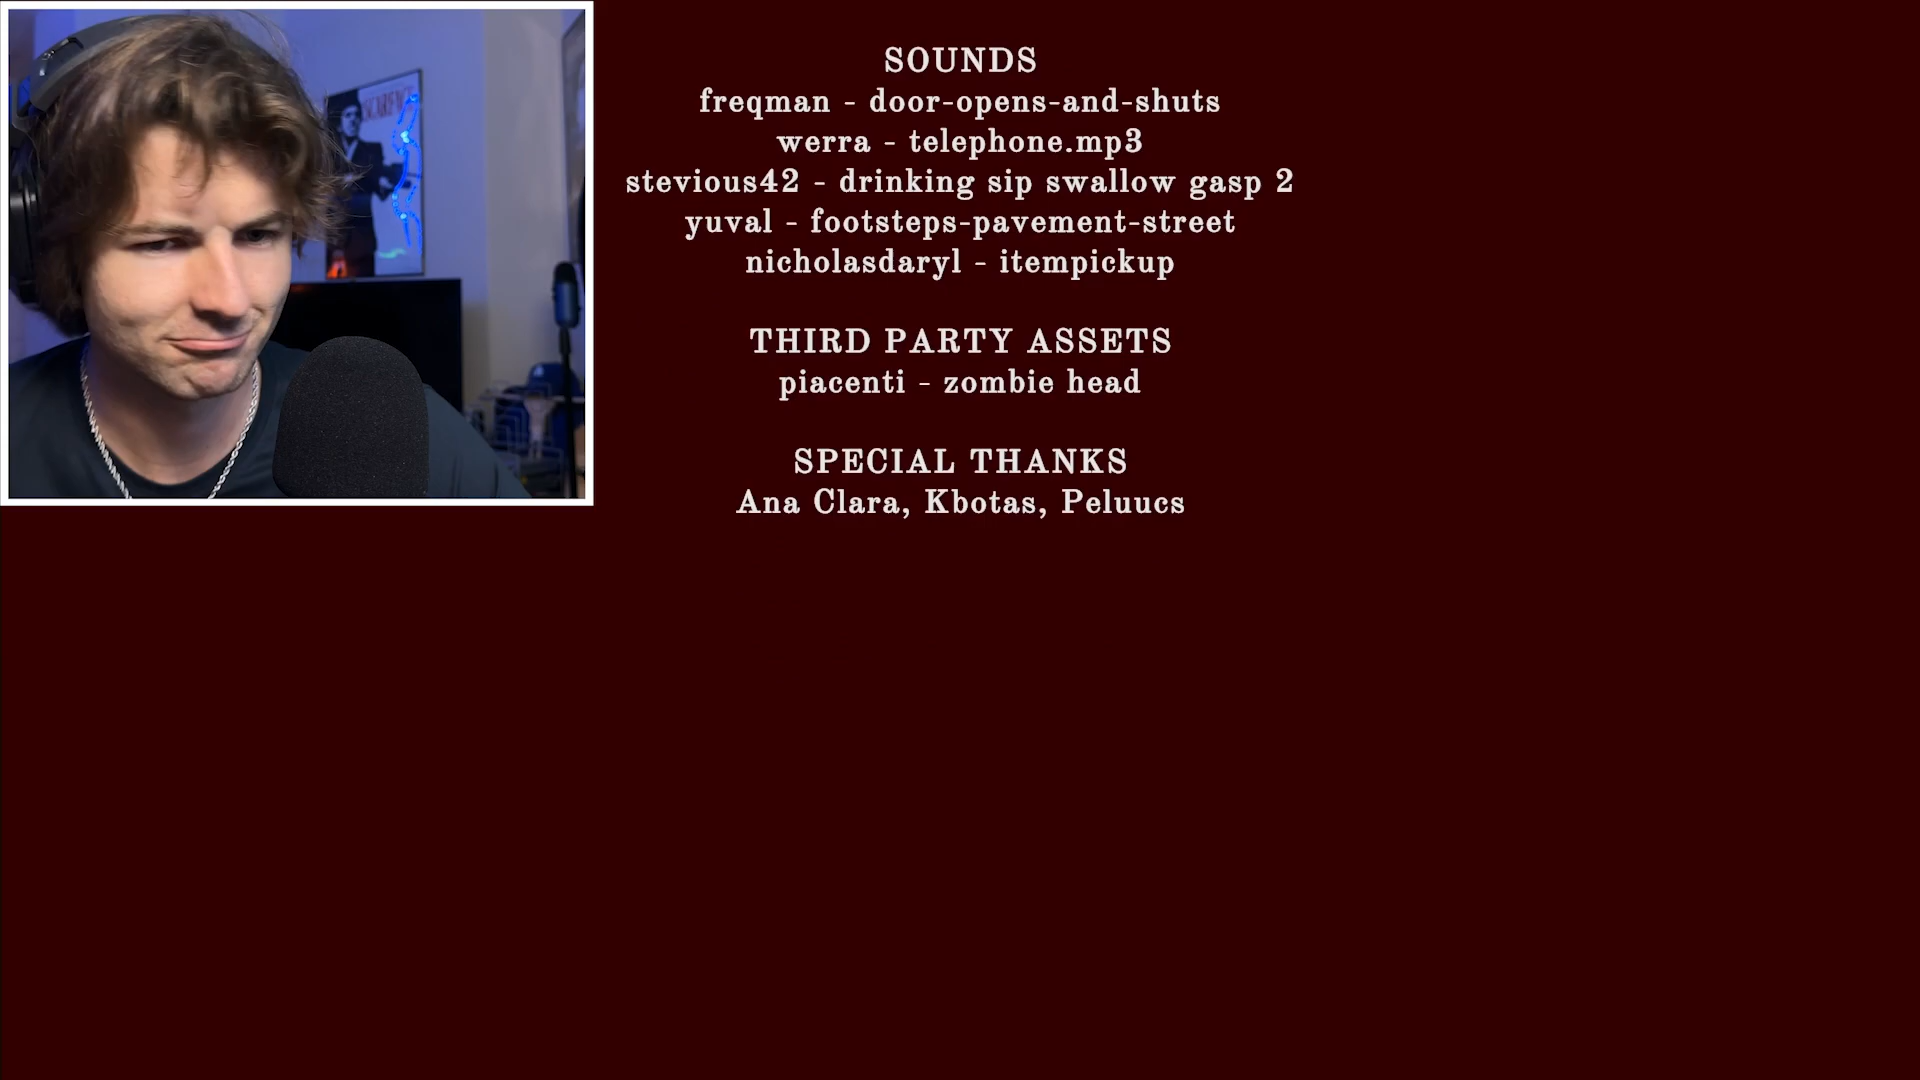 SCARFACE
SOUNDS
freqman - door-opens-and-shuts
werra - telephone.mp3
stevious42 - drinking sip swallow gasp 2
yuval - footsteps-pavement-street
nicholasdaryl - itempickup
THIRD PARTY ASSETS
piacenti - zombie head
SPECIAL THANKS
Ana Clara, Kbotas, Peluucs